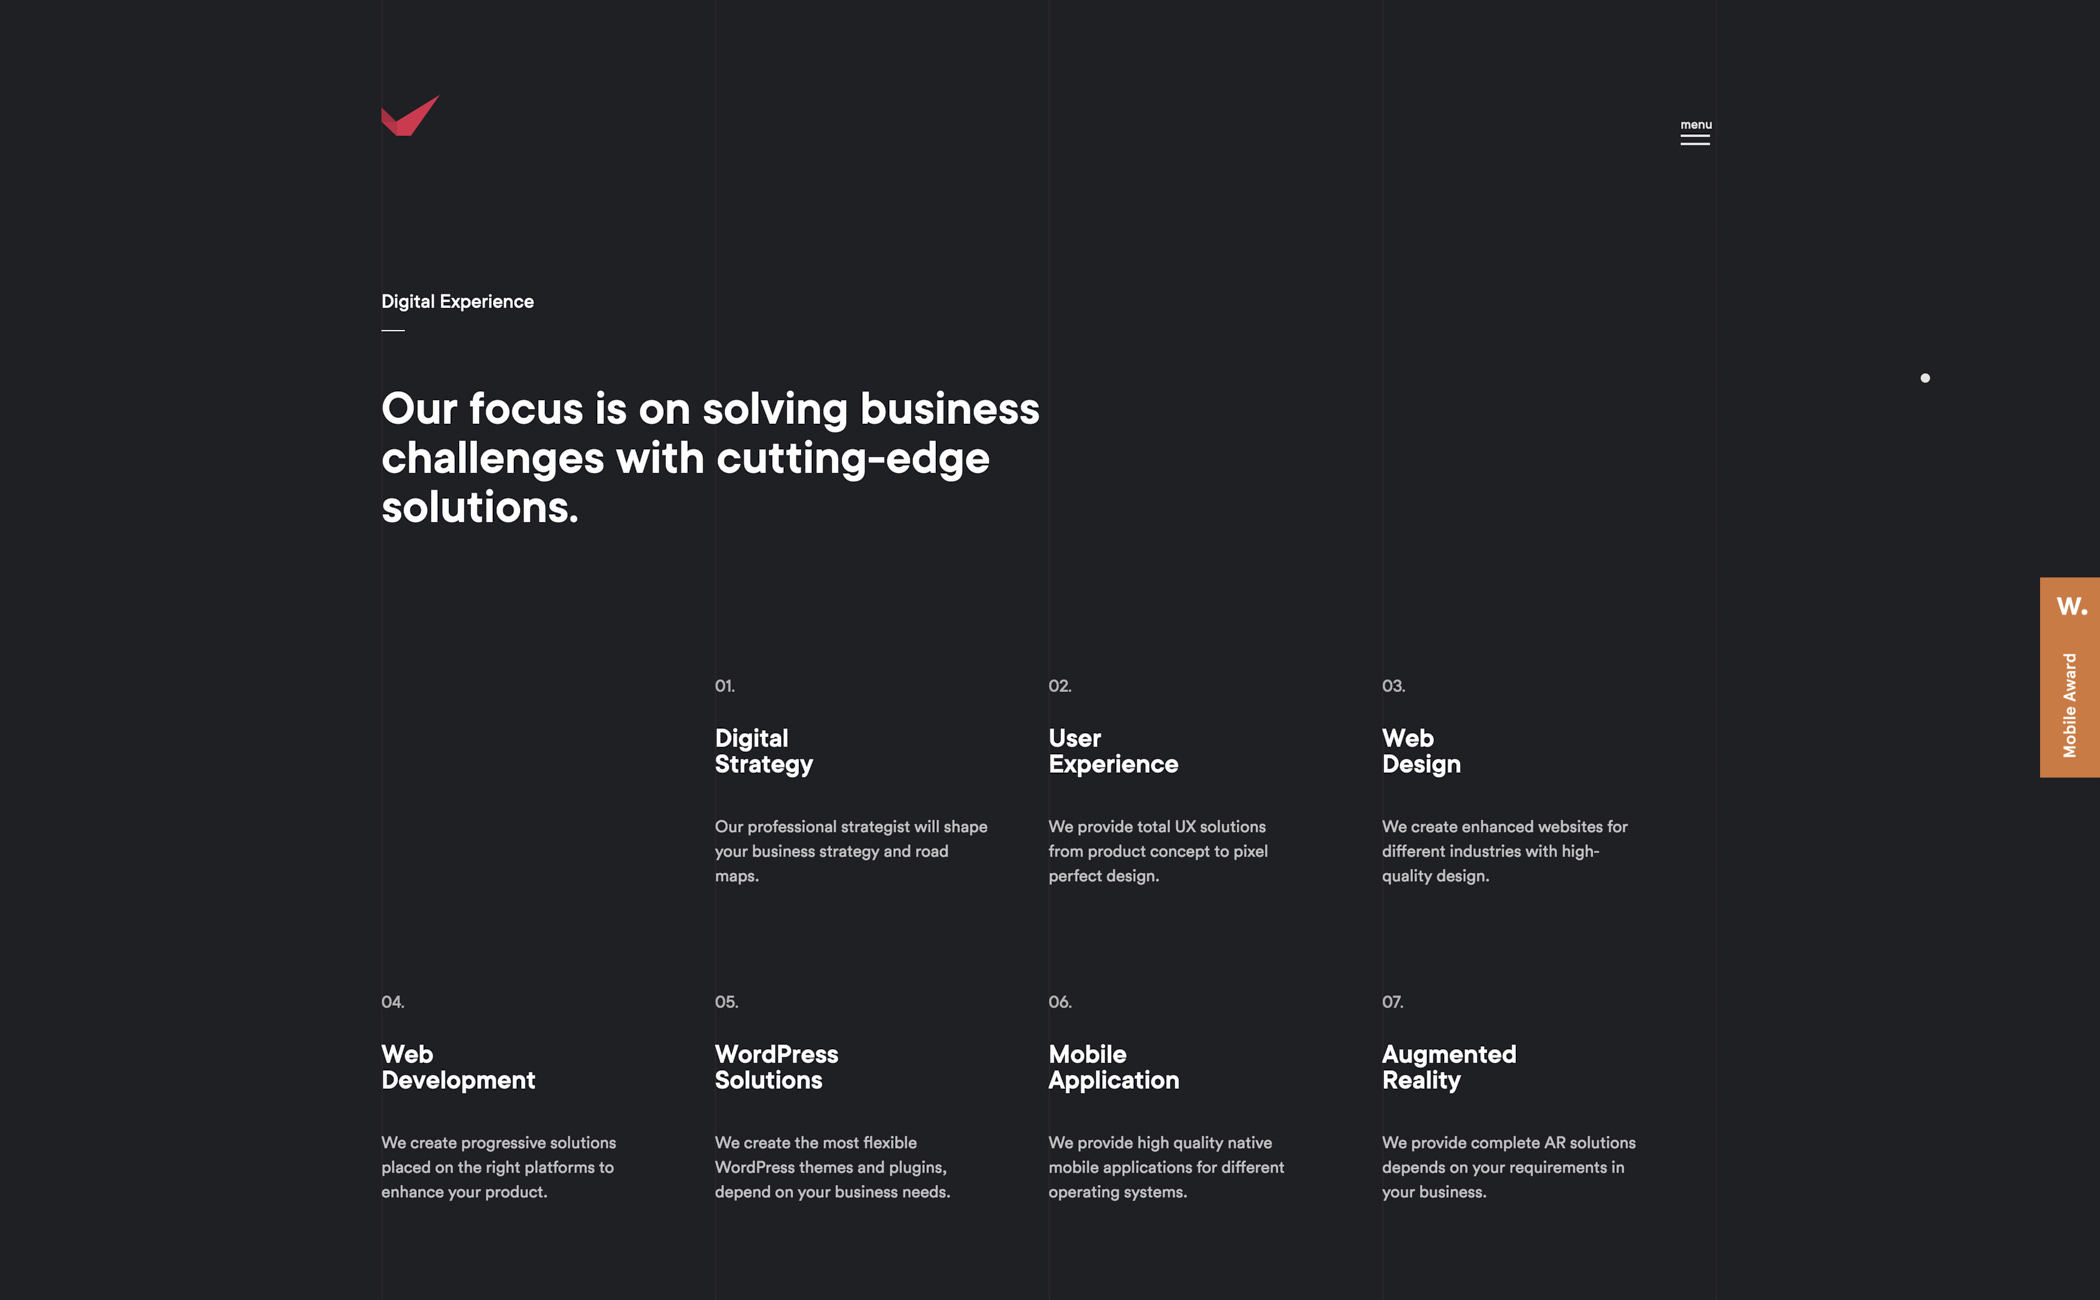 menu
Digital Experience
Our focus is on solving business
challenges with cutting-edge
solutions.
01.
Digital
Strategy
Our professional strategist will shape
your business strategy and road
maps.
02.
User
Experience
We provide total UX solutions
from product concept to pixel
perfect design.
03.
Web
Design
We create enhanced websites for
different industries with high-
quality design.
W.
Mobile Award
04.
Web
Development
We create progressive solutions
placed on the right platforms to
enhance your product.
05.
WordPress
Solutions
We create the most flexible
WordPress themes and plugins,
depend on your business needs.
06.
Mobile
Application
We provide high quality native
mobile applications for different
operating systems.
07.
Augmented
Reality
We provide complete AR solutions
depends on your requirements in
your business.